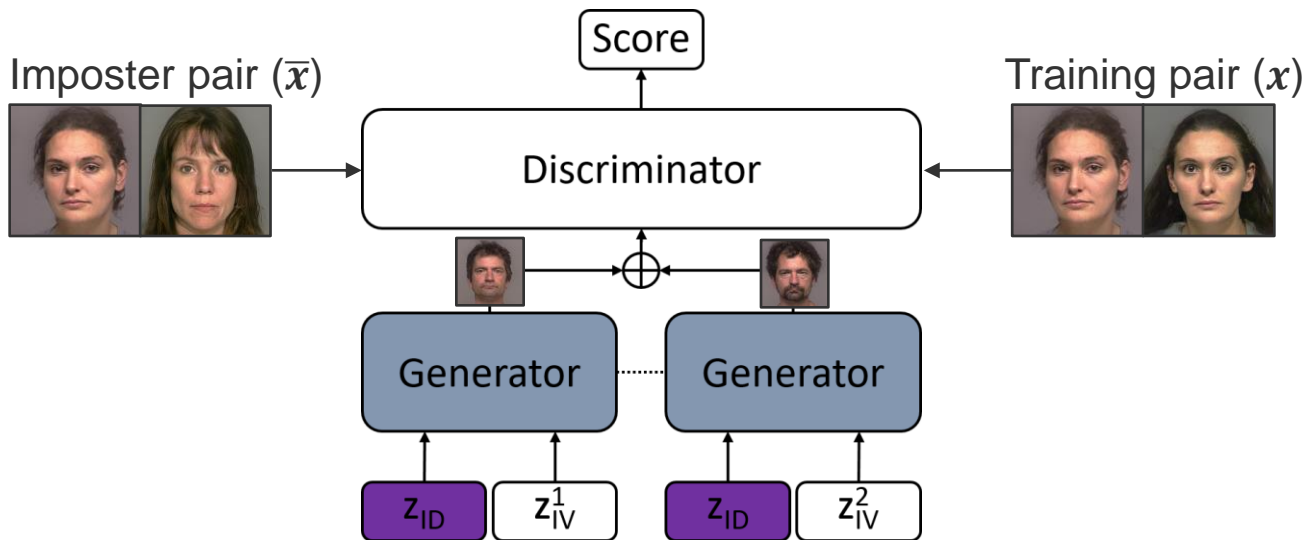 Score
Imposter pair (x̅)
Training pair (x)
Discriminator
Generator
Generator
z_ID
z_IV^1
z_ID
z_IV^2